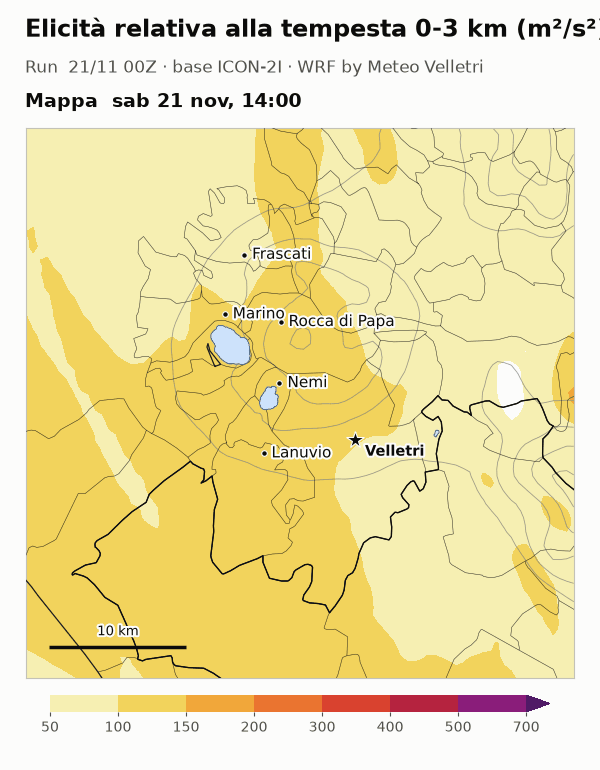 Elicità relativa alla tempesta 0-3 km (m²/s²)
Run  21/11 00Z · base ICON-2I · WRF by Meteo Velletri
Mappa  sab 21 nov, 14:00
Frascati
Marino
Rocca di Papa
Nemi
Velletri
Lanuvio
10 km
50 100 150 200 300 400 500 700